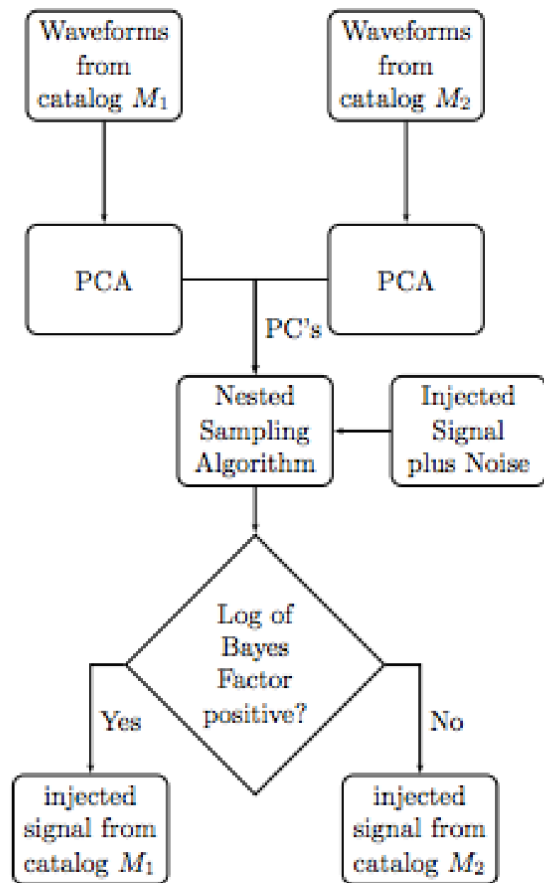 Waveforms
from
catalog M₁
Waveforms
from
catalog M₂
PCA
PCA
PC's
Nested
Sampling
Algorithm
Injected
Signal
plus Noise
Log of
Bayes
Factor
positive?
Yes
No
injected
signal from
catalog M₁
injected
signal from
catalog M₂